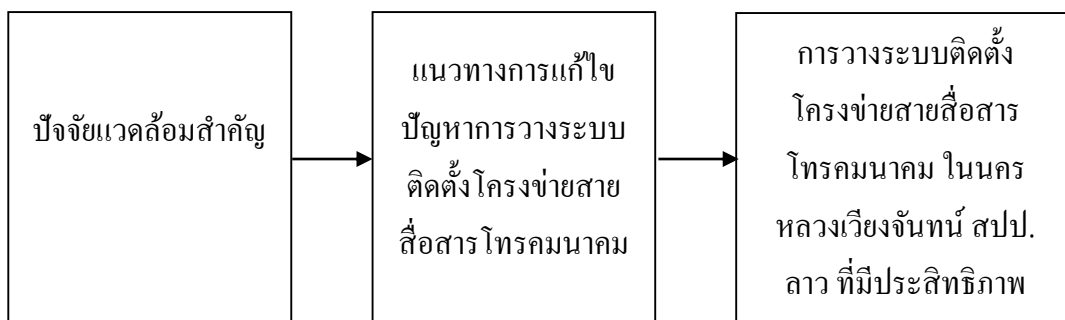 ปัจจัยแวดล้อมสำคัญ
แนวทางการแก้ไข
ปัญหาการวางระบบ
ติดตั้งโครงข่ายสาย
สื่อสารโทรคมนาคม
การวางระบบติดตั้ง
โครงข่ายสายสื่อสาร
โทรคมนาคม ในนคร
หลวงเวียงจันทน์ สปป.
ลาว ที่มีประสิทธิภาพ